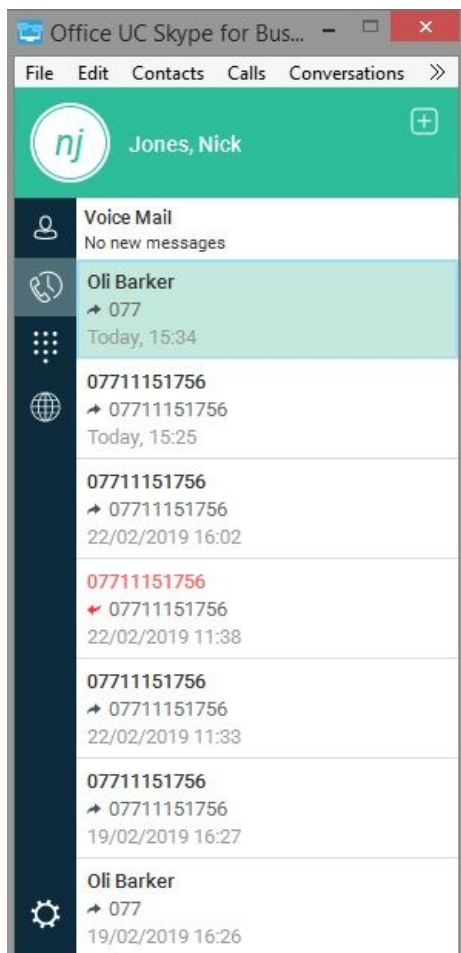 Office UC Skype for Bus...
File Edit Contacts Calls Conversations »
nj Jones, Nick
Voice Mail
No new messages
Oli Barker
077
Today, 15:34
07711151756
07711151756
Today, 15:25
07711151756
07711151756
22/02/2019 16:02
07711151756
07711151756
22/02/2019 11:38
07711151756
07711151756
22/02/2019 11:33
07711151756
07711151756
19/02/2019 16:27
Oli Barker
077
19/02/2019 16:26